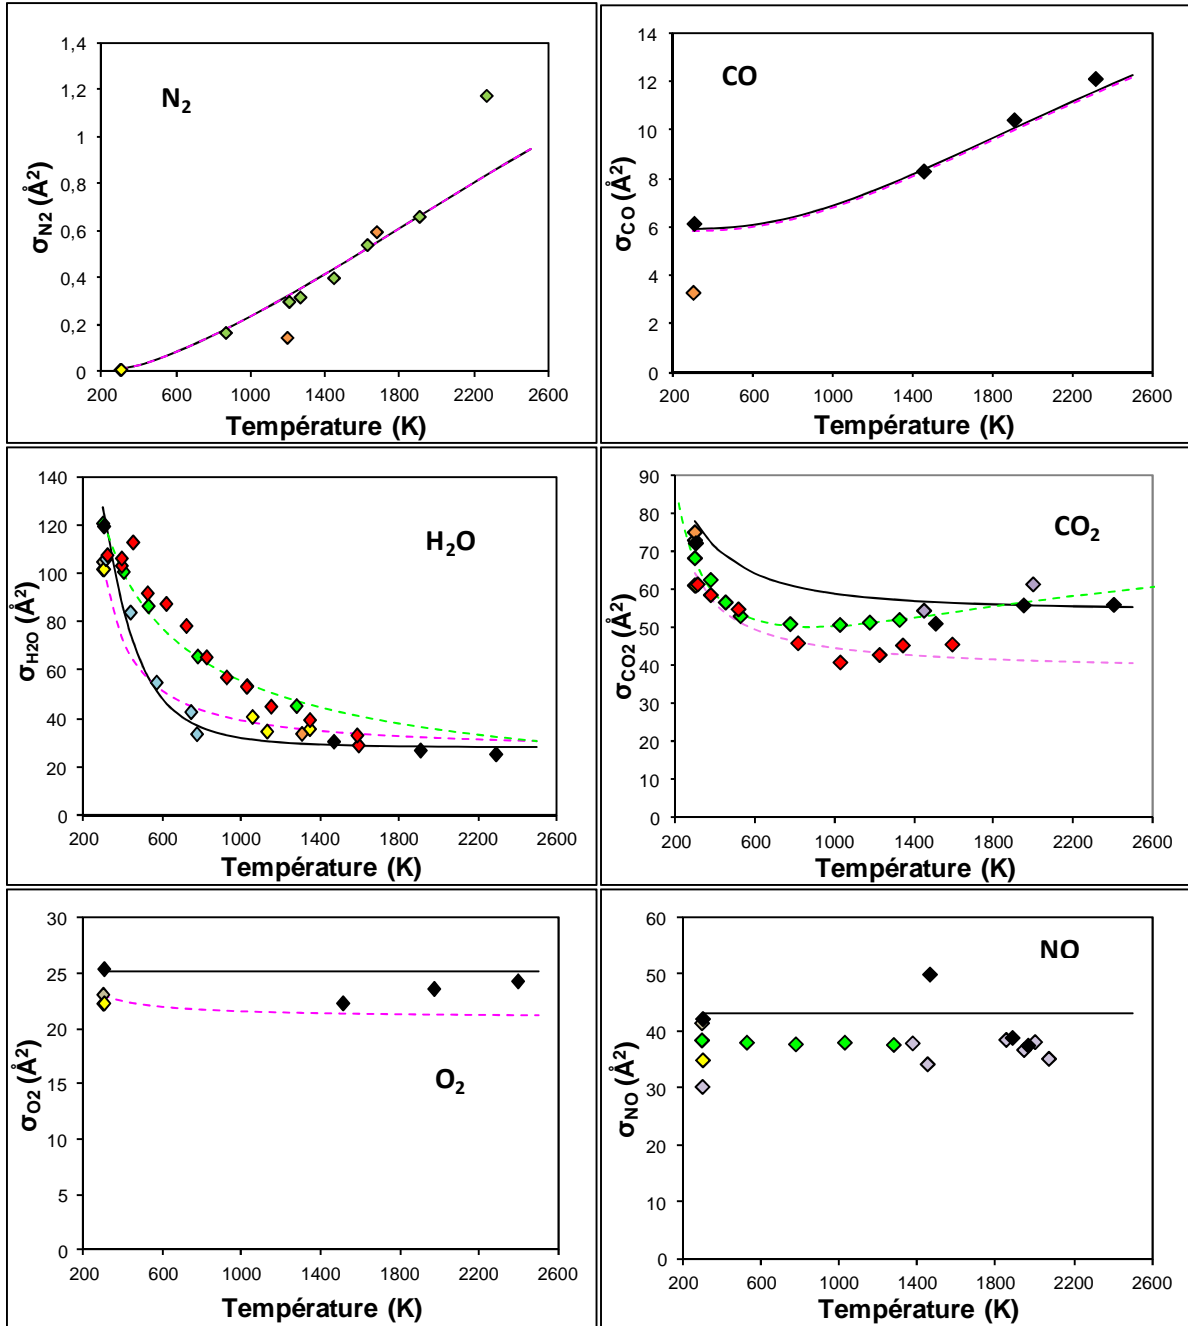 1,4
1,2
1
0,8
0,6
0,4
0,2
0
σN2 (Å²)
N₂
200 600 1000 1400 1800 2200 2600
Température (K)
14
12
10
8
6
4
2
0
σCO (Å²)
CO
200 600 1000 1400 1800 2200 2600
Température (K)
140
120
100
80
60
40
20
0
σH2O (Å²)
H₂O
200 600 1000 1400 1800 2200 2600
Température (K)
90
80
70
60
50
40
30
20
10
0
σCO2 (Å²)
CO₂
200 600 1000 1400 1800 2200 2600
Température (K)
30
25
20
15
10
5
0
σO2 (Å²)
O₂
200 600 1000 1400 1800 2200 2600
Température (K)
60
50
40
30
20
10
0
σNO (Å²)
NO
200 600 1000 1400 1800 2200 2600
Température (K)